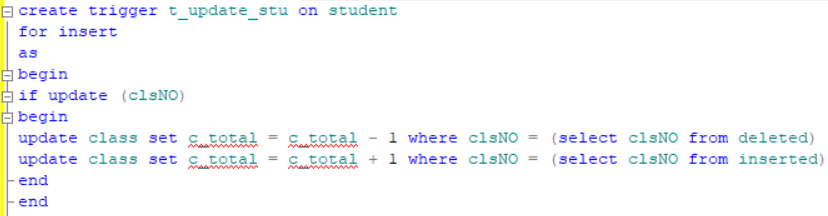 create trigger t_update_stu on student
for insert
as
begin
if update (clsNO)
begin
update class set c_total = c_total - 1 where clsNO = (select clsNO from deleted)
update class set c_total = c_total + 1 where clsNO = (select clsNO from inserted)
end
end